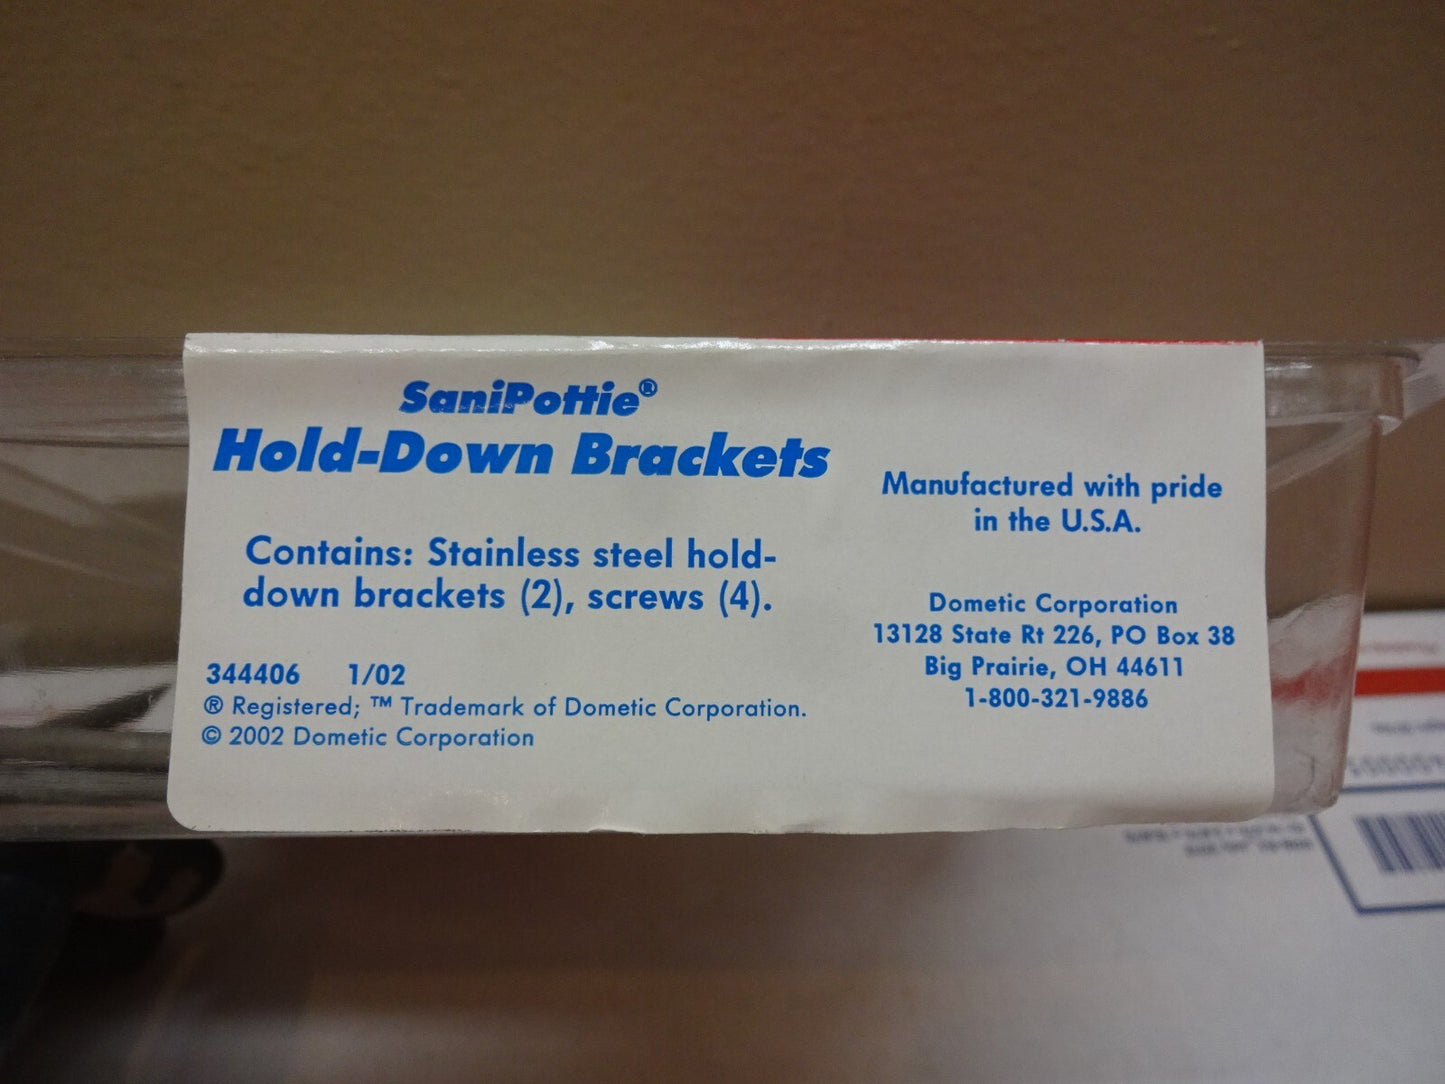 SaniPottie®
Hold-Down Brackets
Contains: Stainless steel hold-
down brackets (2), screws (4).
344406 1/02
® Registered; ™ Trademark of Dometic Corporation.
© 2002 Dometic Corporation
Manufactured with pride
in the U.S.A.
Dometic Corporation
13128 State Rt 226, PO Box 38
Big Prairie, OH 44611
1-800-321-9886